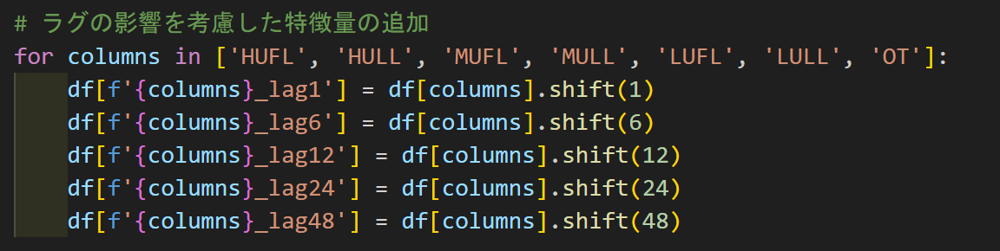 # ラグの影響を考慮した特徴量の追加
for columns in ['HUFL', 'HULL', 'MUFL', 'MULL', 'LUFL', 'LULL', 'OT']:
    df[f'{columns}_lag1'] = df[columns].shift(1)
    df[f'{columns}_lag6'] = df[columns].shift(6)
    df[f'{columns}_lag12'] = df[columns].shift(12)
    df[f'{columns}_lag24'] = df[columns].shift(24)
    df[f'{columns}_lag48'] = df[columns].shift(48)